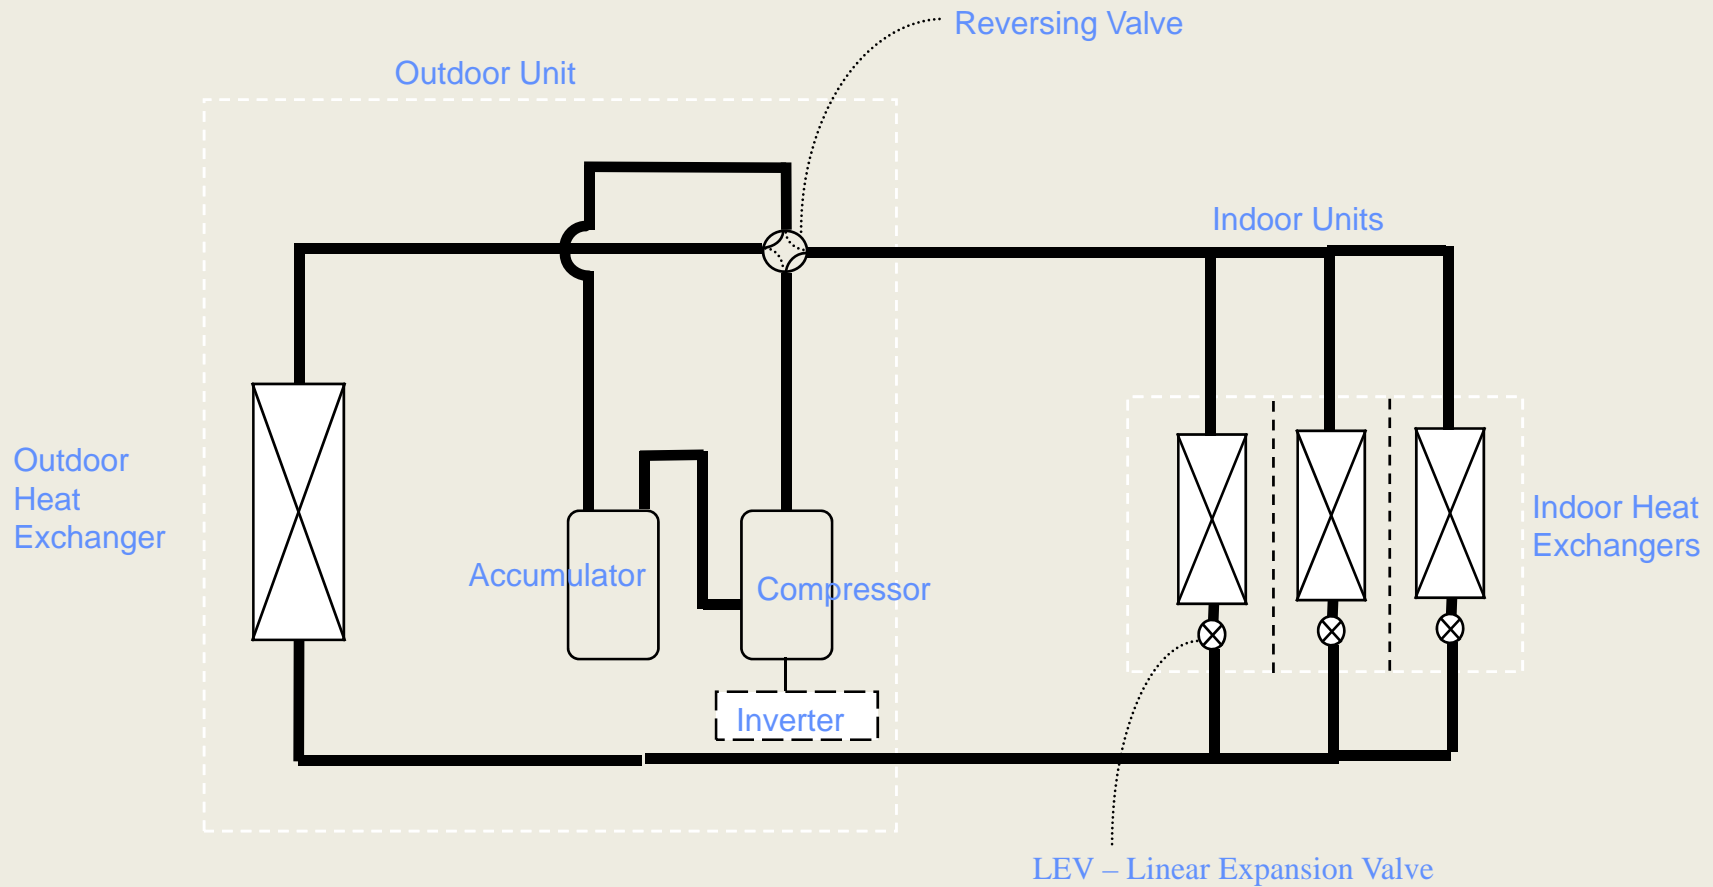 Reversing Valve
Outdoor Unit
Indoor Units
Outdoor
Heat
Exchanger
Indoor Heat
Exchangers
Accumulator
Compressor
Inverter
LEV – Linear Expansion Valve